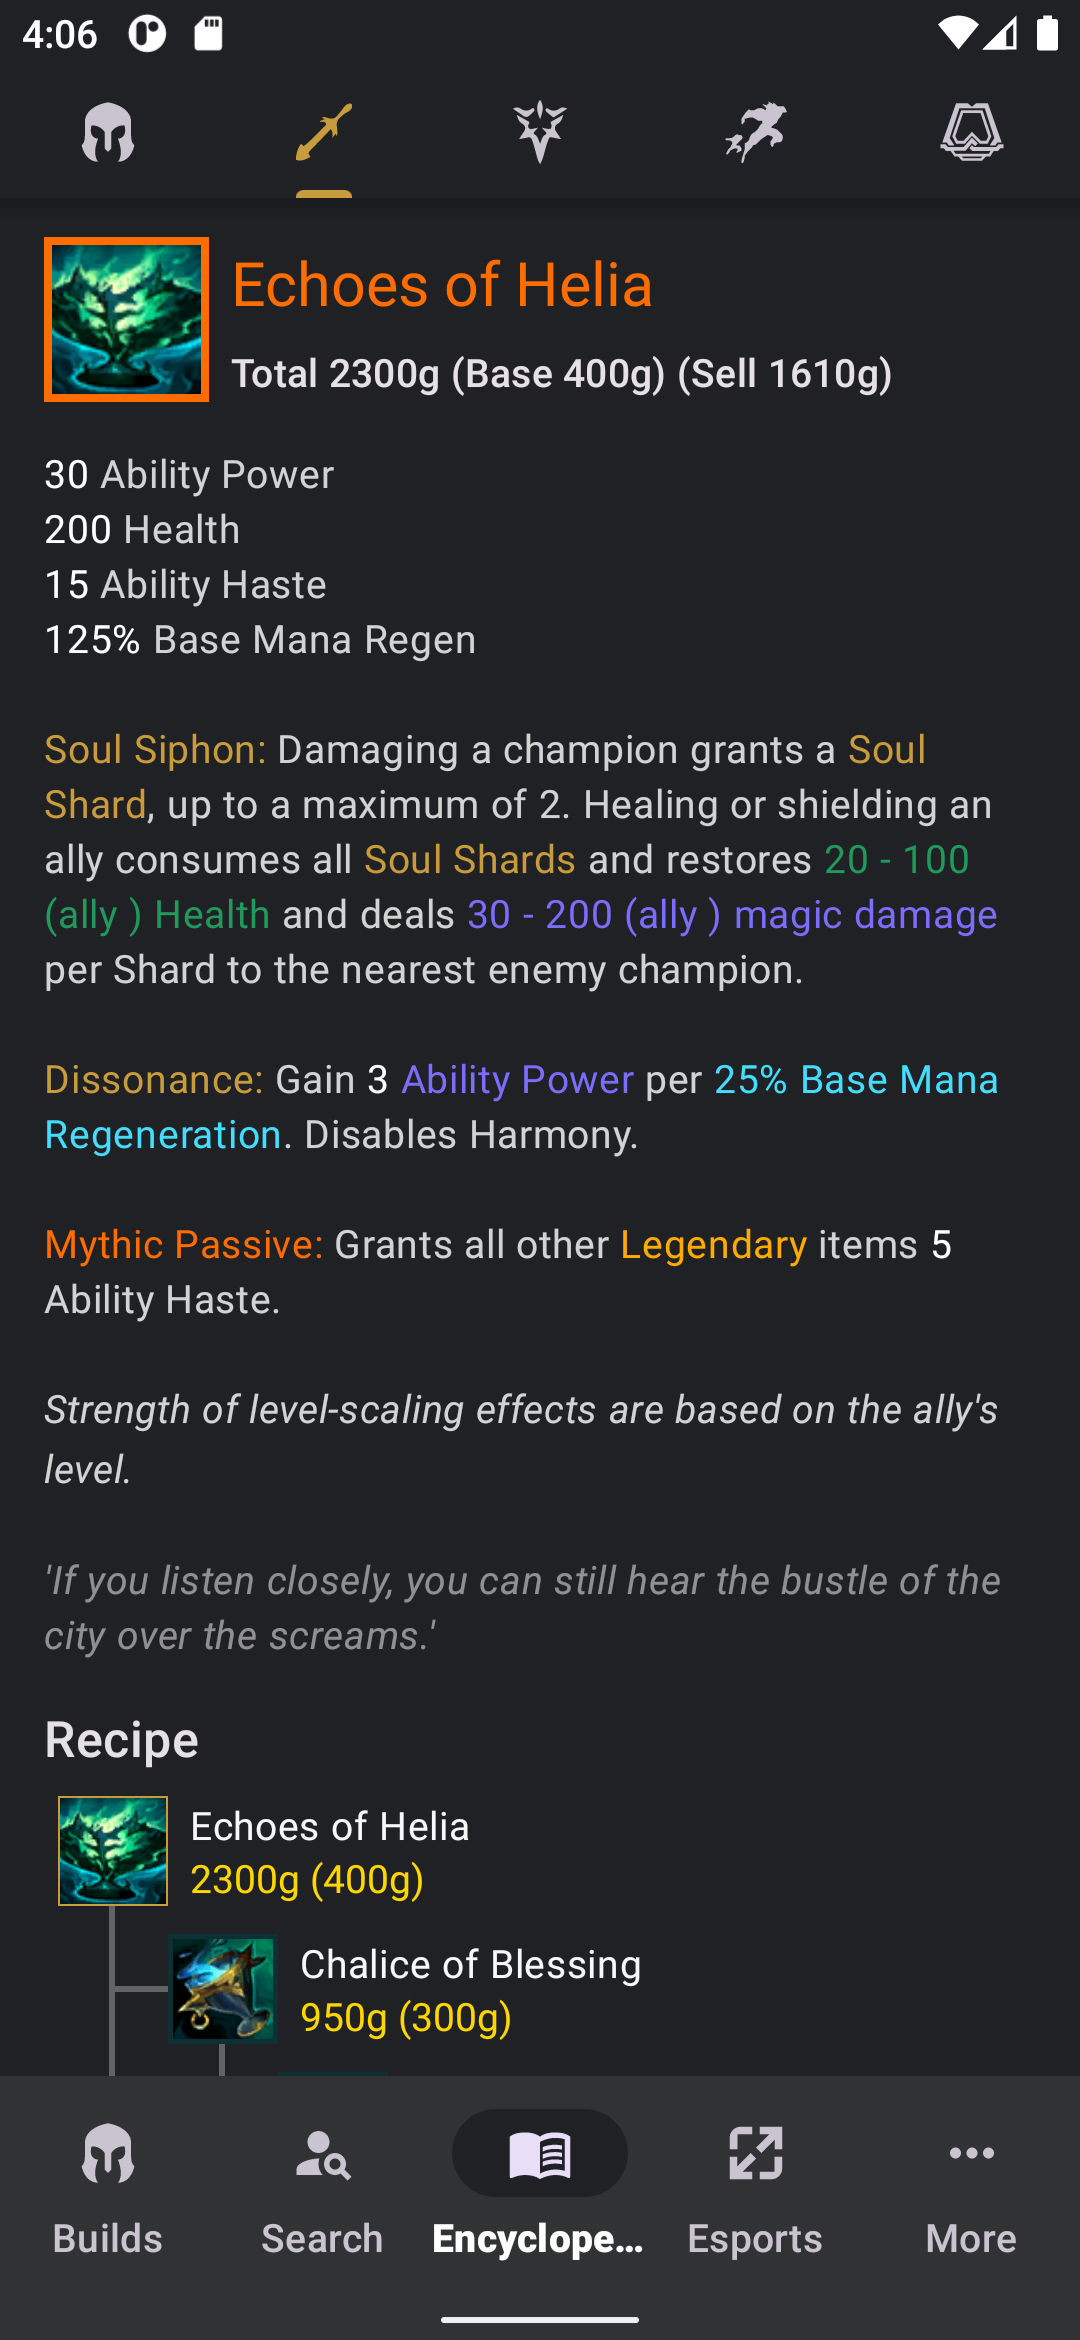 4:06
Echoes of Helia
Total 2300g (Base 400g) (Sell 1610g)
30 Ability Power
200 Health
15 Ability Haste
125% Base Mana Regen
Soul Siphon: Damaging a champion grants a Soul
Shard, up to a maximum of 2. Healing or shielding an
ally consumes all Soul Shards and restores 20 - 100
(ally ) Health and deals 30 - 200 (ally ) magic damage
per Shard to the nearest enemy champion.
Dissonance: Gain 3 Ability Power per 25% Base Mana
Regeneration. Disables Harmony.
Mythic Passive: Grants all other Legendary items 5
Ability Haste.
Strength of level-scaling effects are based on the ally's
level.
'If you listen closely, you can still hear the bustle of the
city over the screams.'
Recipe
Echoes of Helia
2300g (400g)
Chalice of Blessing
950g (300g)
Builds
Search
Encyclope...
Esports
More